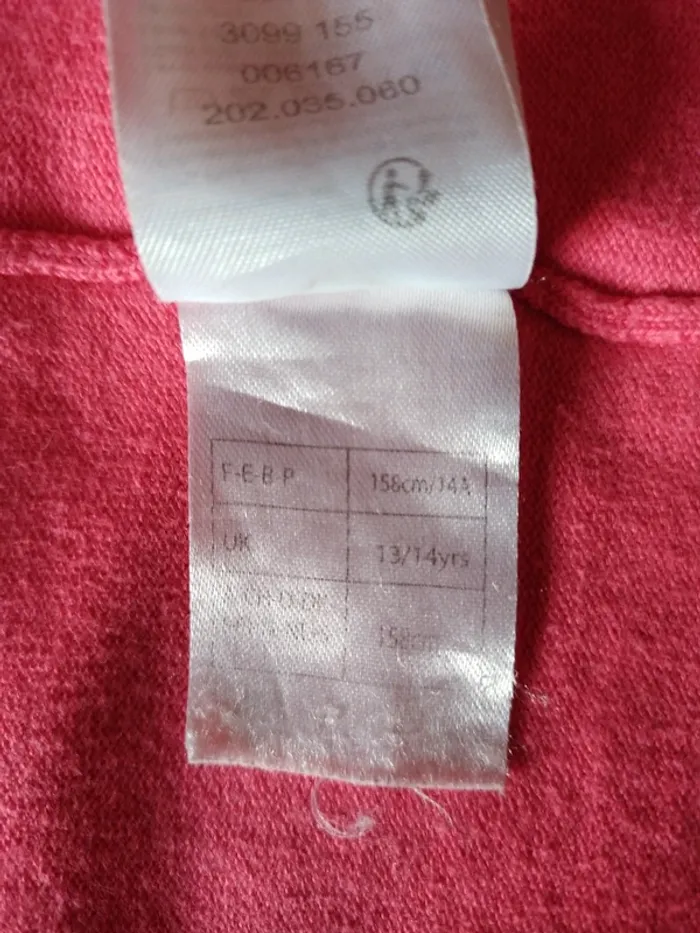 3099 155
006167
202.035.060
F-E-B-P 158cm/14A
UK 13/14yrs
158cm